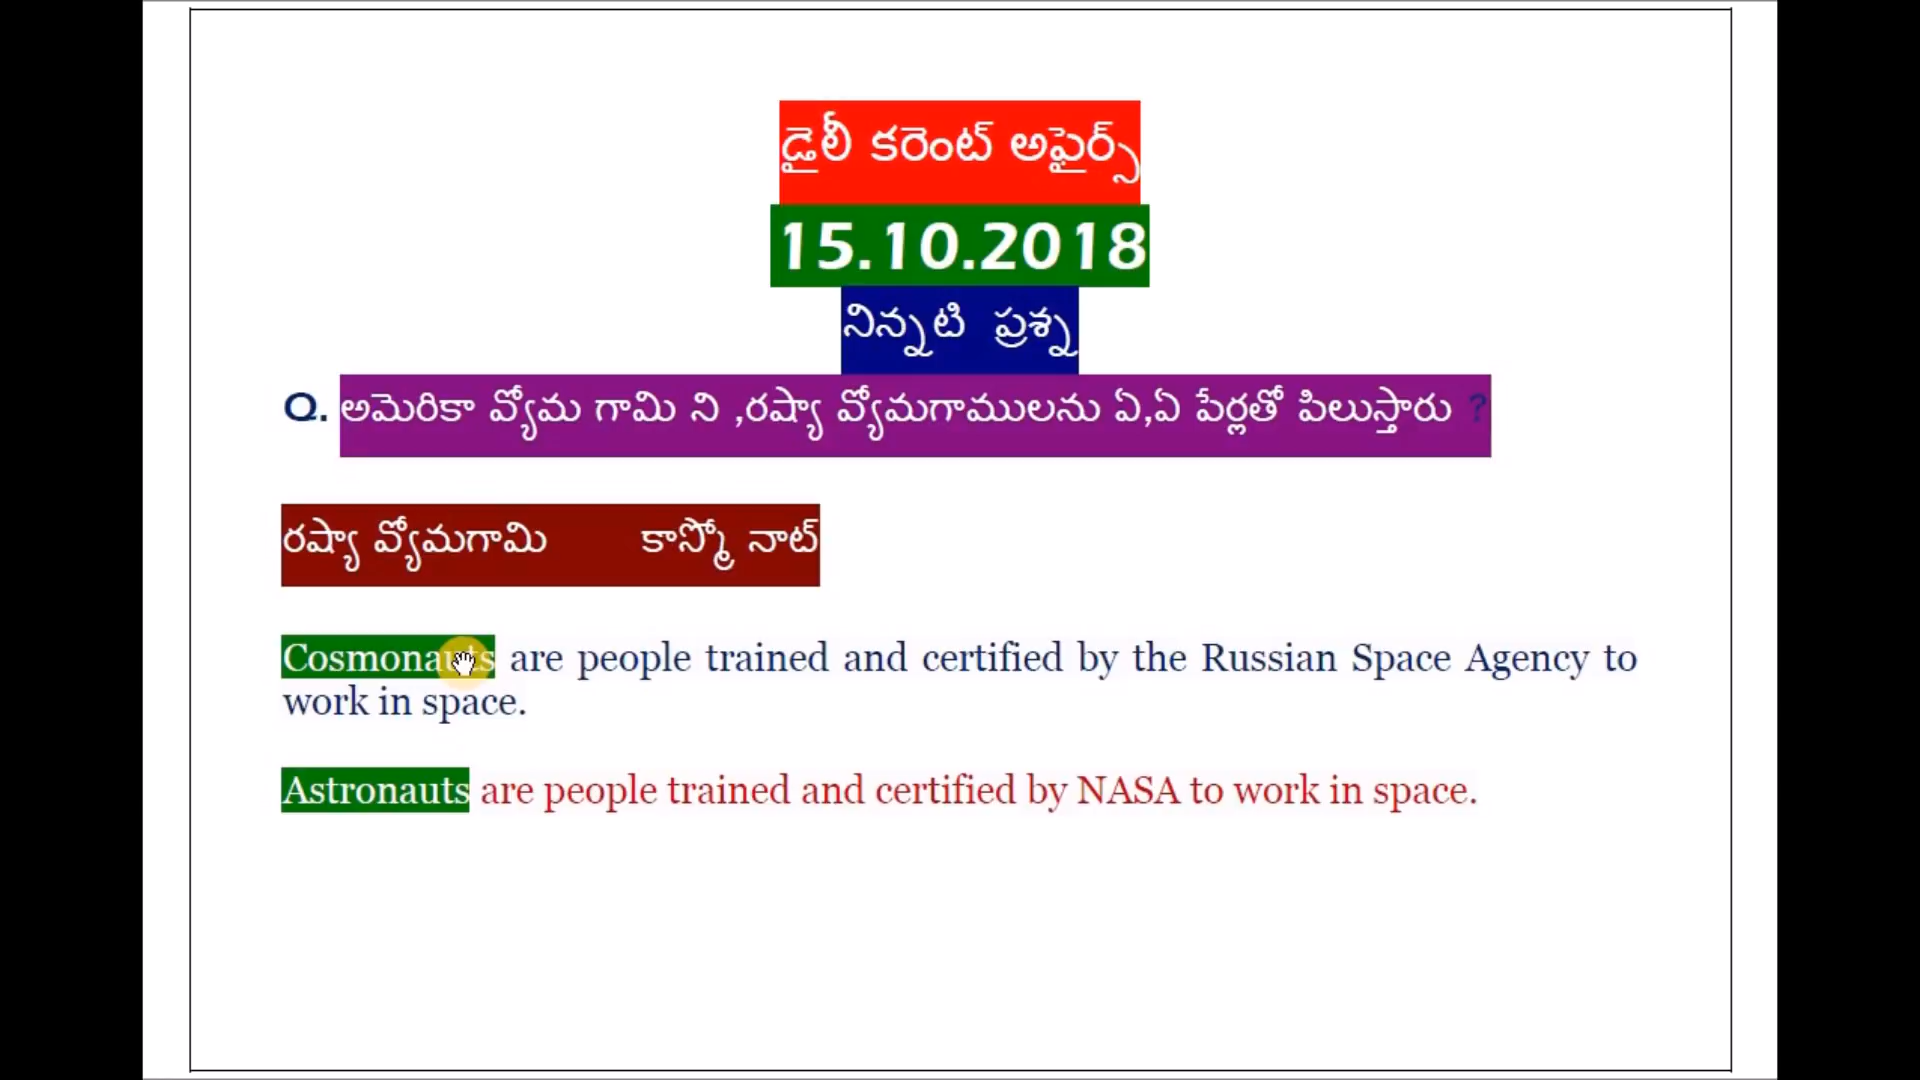 డైలీ కరెంట్ అఫైర్స్
15.10.2018
నిన్నటి ప్రశ్న
Q. అమెరికా వ్యోమ గామి ని ,రష్యా వ్యోమగాములను ఏ,ఏ పేర్లతో పిలుస్తారు ?
రష్యా వ్యోమగామి కాస్మో నాట్
Cosmonauts are people trained and certified by the Russian Space Agency to
work in space.
Astronauts are people trained and certified by NASA to work in space.